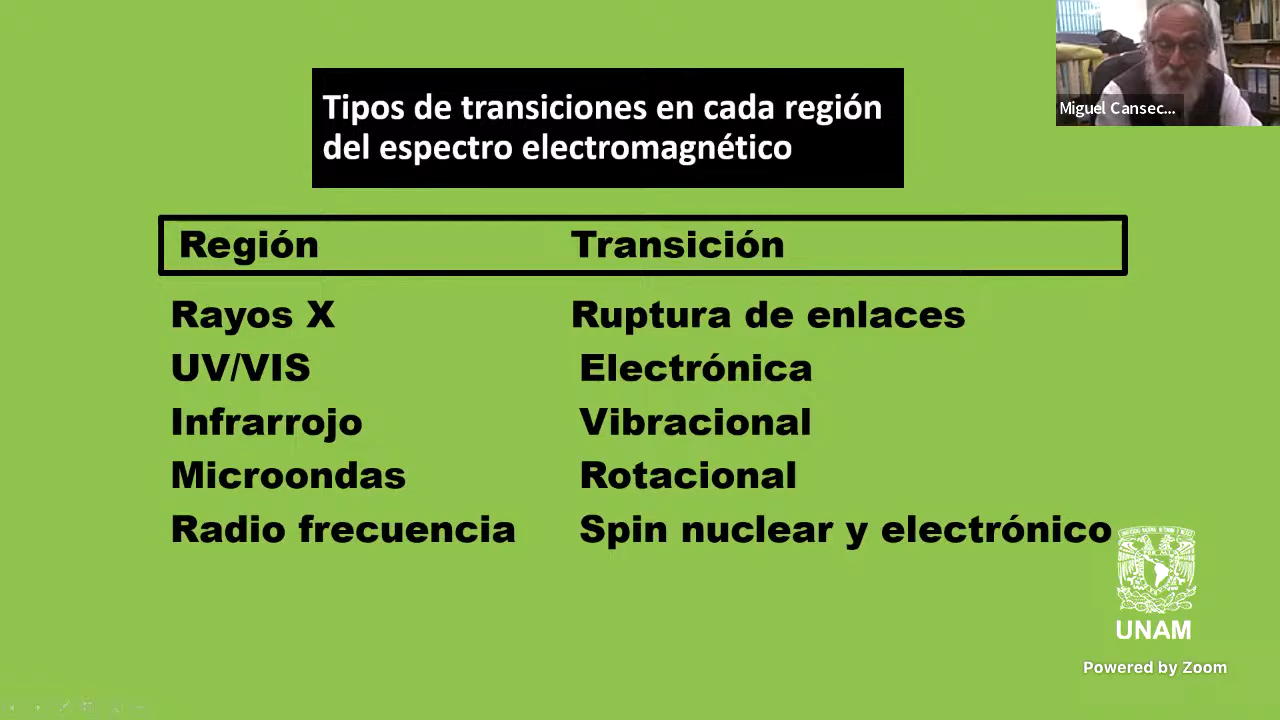 Miguel Cansec...
Tipos de transiciones en cada región
del espectro electromagnético
Región Transición
Rayos X Ruptura de enlaces
UV/VIS Electrónica
Infrarrojo Vibracional
Microondas Rotacional
Radio frecuencia Spin nuclear y electrónico
UNAM
Powered by Zoom